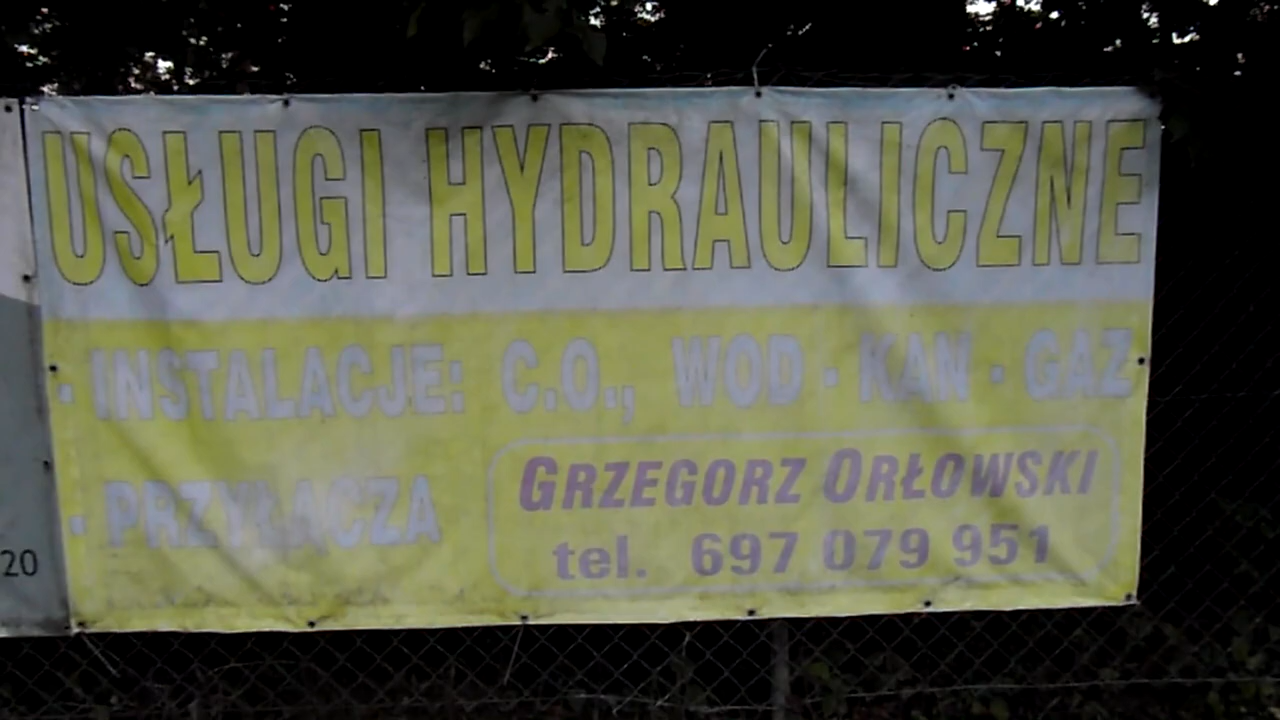 USŁUGI HYDRAULICZNE
- INSTALACJE: C.O., WOD - KAN - GAZ
- PRZYŁĄCZA
GRZEGORZ ORŁOWSKI
tel. 697 079 951
20